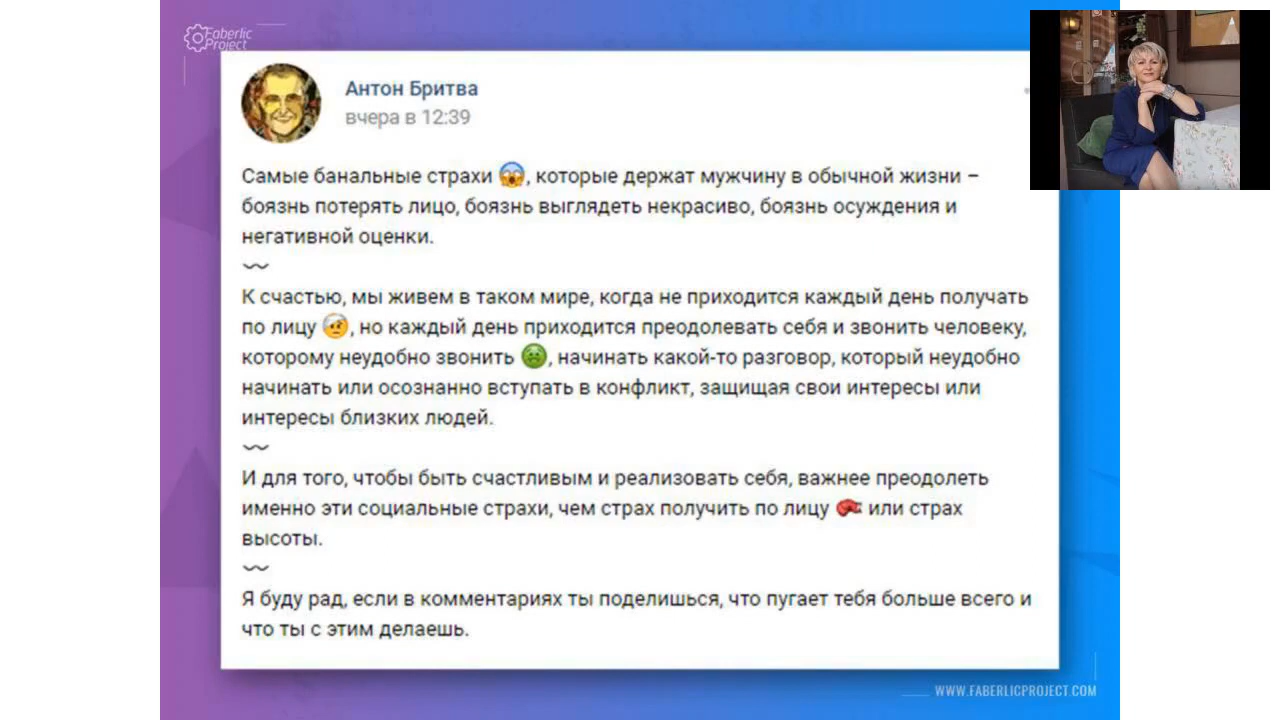 Faberlic
Project
Антон Бритва
вчера в 12:39
Самые банальные страхи 😱, которые держат мужчину в обычной жизни –
боязнь потерять лицо, боязнь выглядеть некрасиво, боязнь осуждения и
негативной оценки.
〰
К счастью, мы живем в таком мире, когда не приходится каждый день получать
по лицу 🤕, но каждый день приходится преодолевать себя и звонить человеку,
которому неудобно звонить 🤢, начинать какой-то разговор, который неудобно
начинать или осознанно вступать в конфликт, защищая свои интересы или
интересы близких людей.
〰
И для того, чтобы быть счастливым и реализовать себя, важнее преодолеть
именно эти социальные страхи, чем страх получить по лицу 🥊 или страх
высоты.
〰
Я буду рад, если в комментариях ты поделишься, что пугает тебя больше всего и
что ты с этим делаешь.
WWW.FABERLICPROJECT.COM